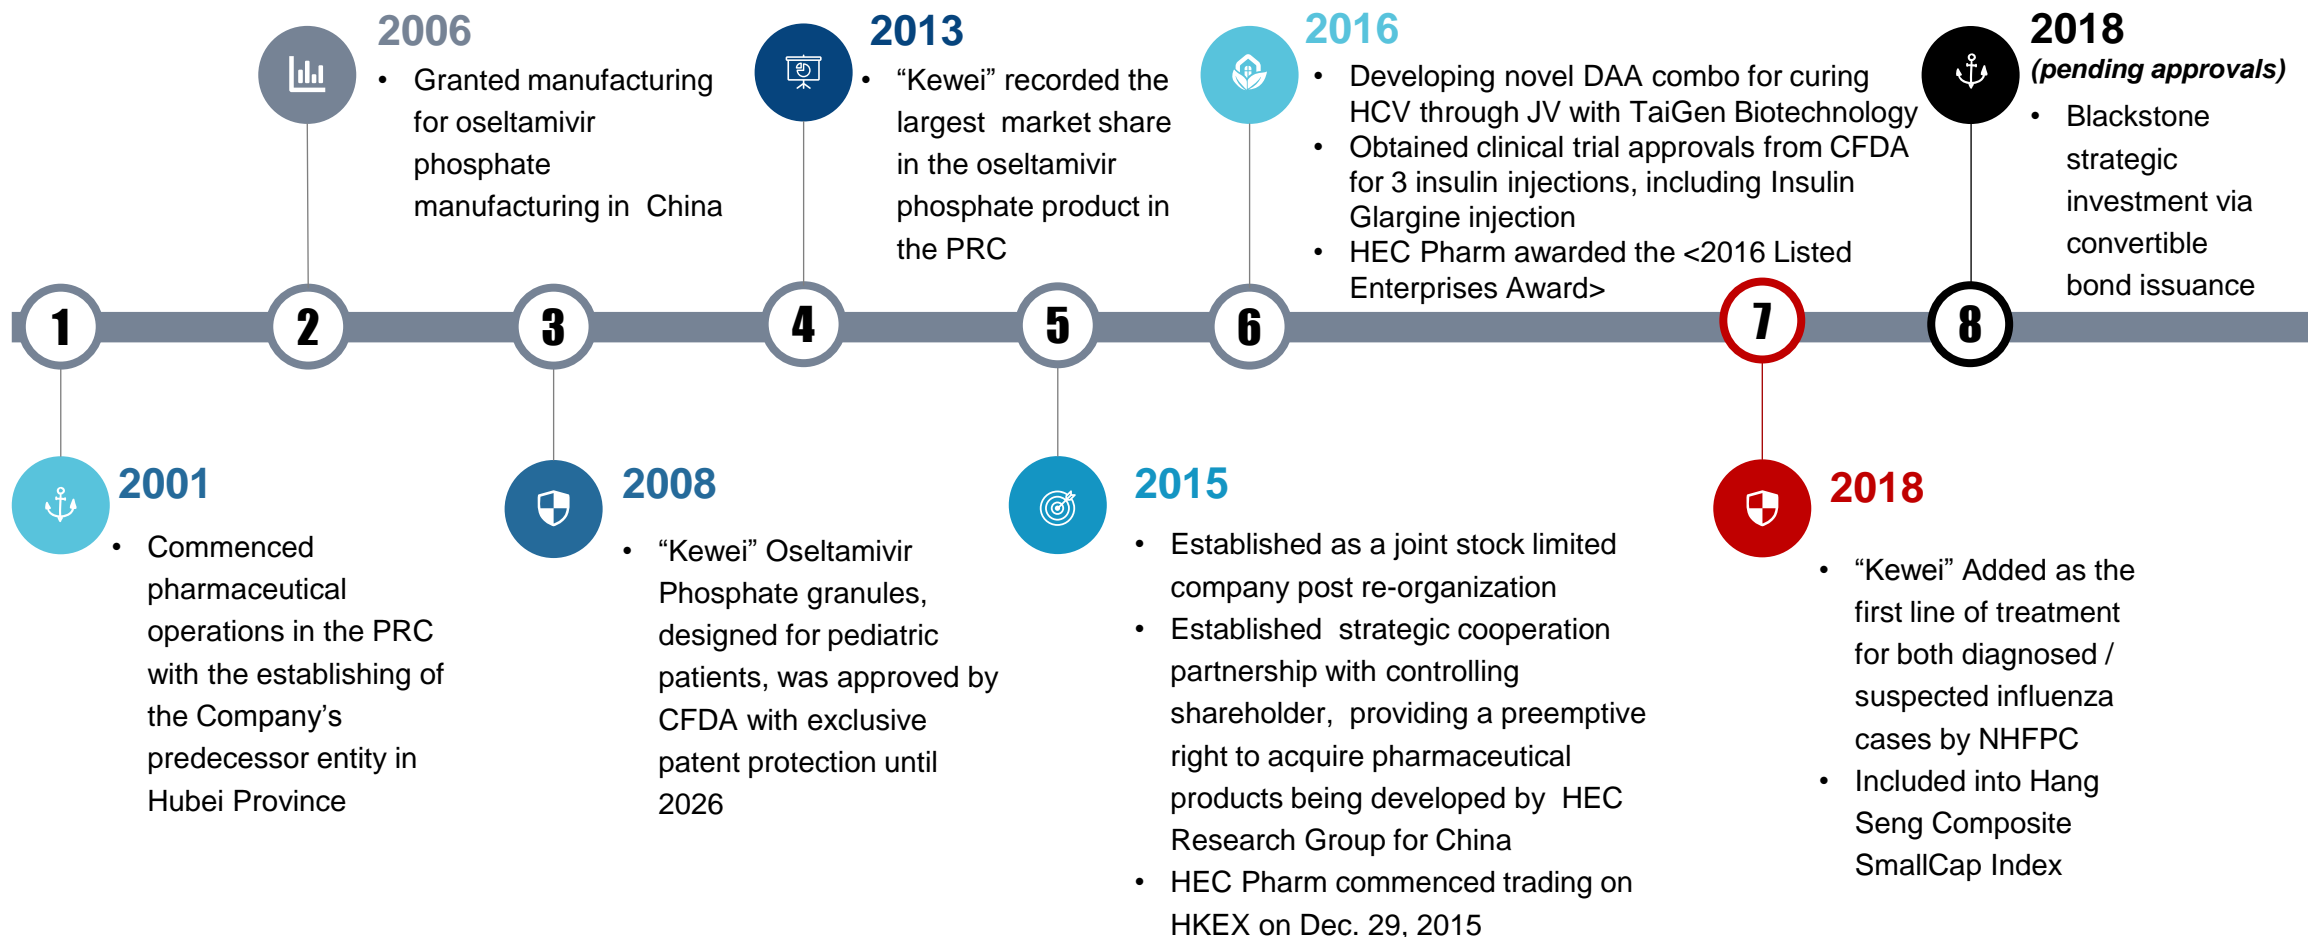 2006
• Granted manufacturing
for oseltamivir
phosphate
manufacturing in China
2013
• “Kewei” recorded the
largest market share
in the oseltamivir
phosphate product in
the PRC
2016
• Developing novel DAA combo for curing
HCV through JV with TaiGen Biotechnology
• Obtained clinical trial approvals from CFDA
for 3 insulin injections, including Insulin
Glargine injection
• HEC Pharm awarded the <2016 Listed
Enterprises Award>
2018
(pending approvals)
• Blackstone
strategic
investment via
convertible
bond issuance
1
2
3
4
5
6
7
8
2001
• Commenced
pharmaceutical
operations in the PRC
with the establishing of
the Company’s
predecessor entity in
Hubei Province
2008
• “Kewei” Oseltamivir
Phosphate granules,
designed for pediatric
patients, was approved by
CFDA with exclusive
patent protection until
2026
2015
• Established as a joint stock limited
company post re-organization
• Established strategic cooperation
partnership with controlling
shareholder, providing a preemptive
right to acquire pharmaceutical
products being developed by HEC
Research Group for China
• HEC Pharm commenced trading on
HKEX on Dec. 29, 2015
2018
• “Kewei” Added as the
first line of treatment
for both diagnosed /
suspected influenza
cases by NHFPC
• Included into Hang
Seng Composite
SmallCap Index